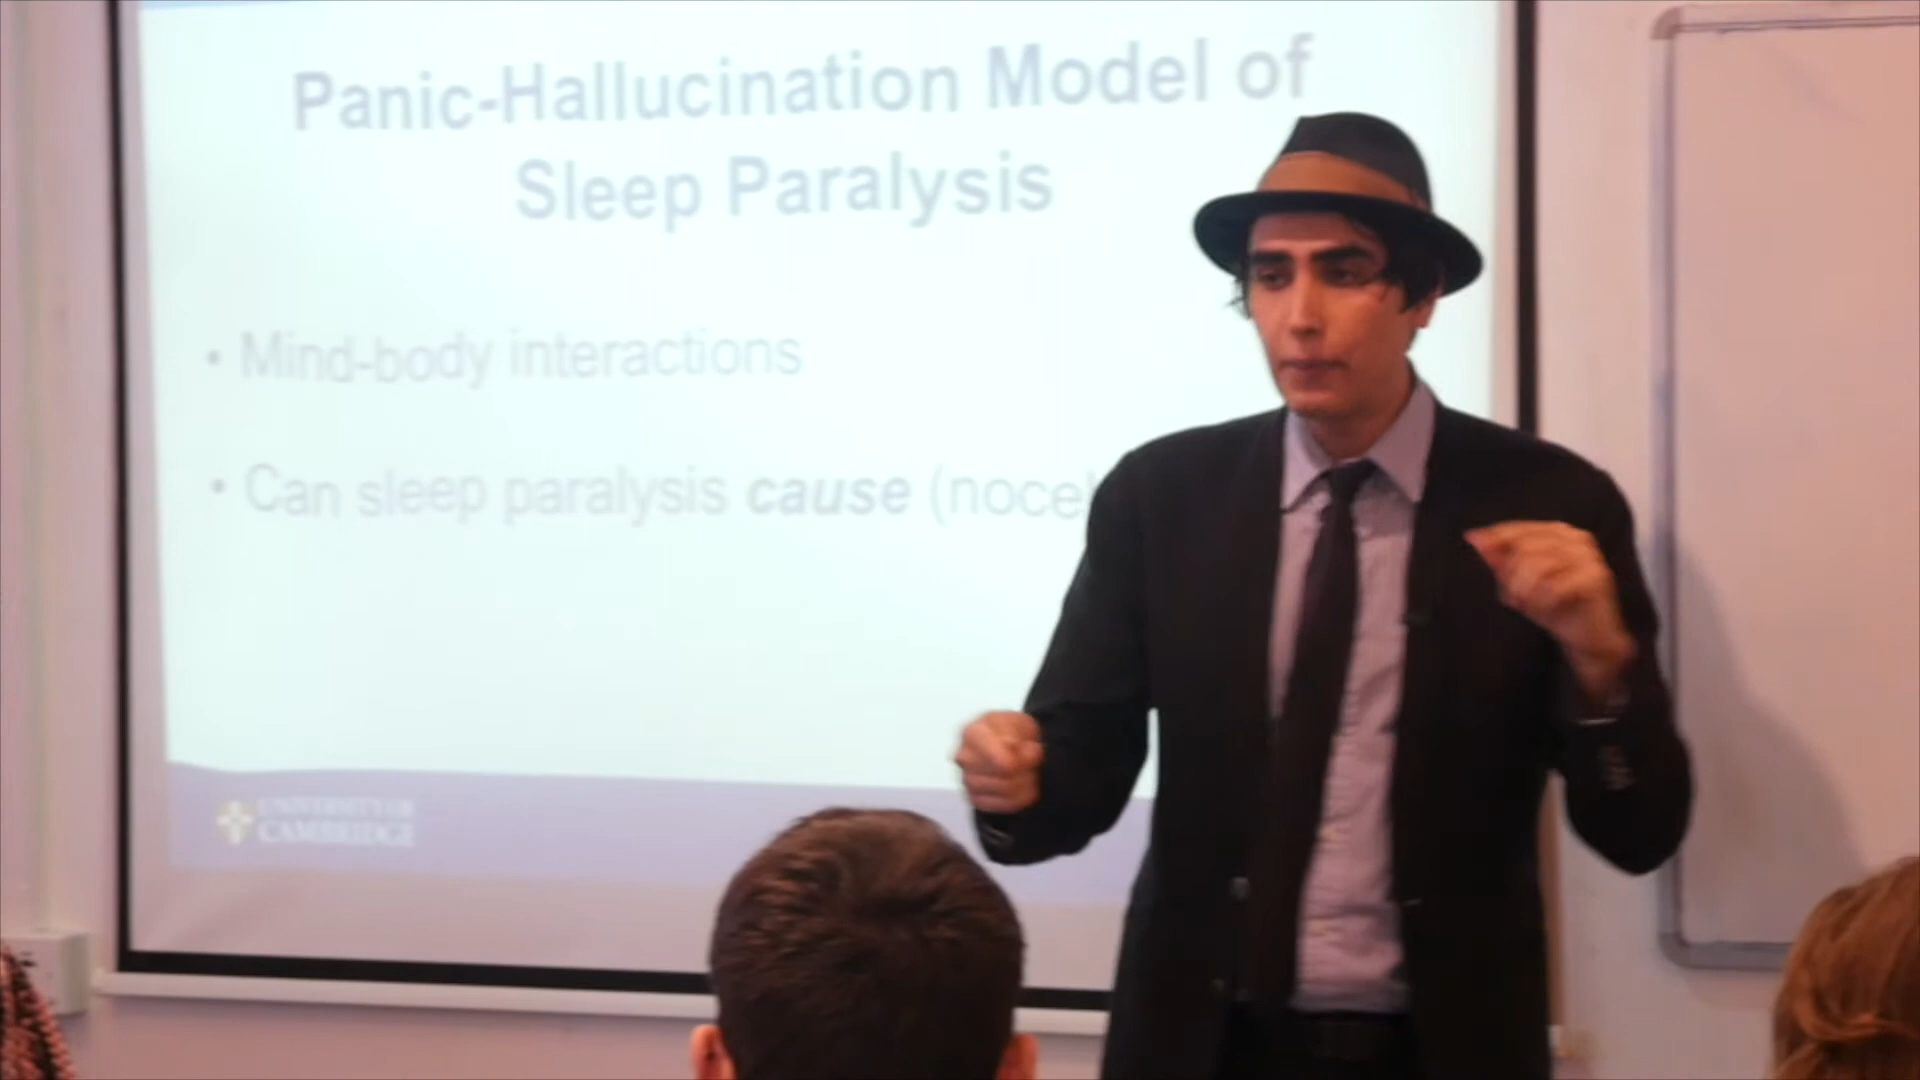 Panic-Hallucination Model of
Sleep Paralysis
• Mind-body interactions
• Can sleep paralysis cause (noce
UNIVERSITY OF
CAMBRIDGE